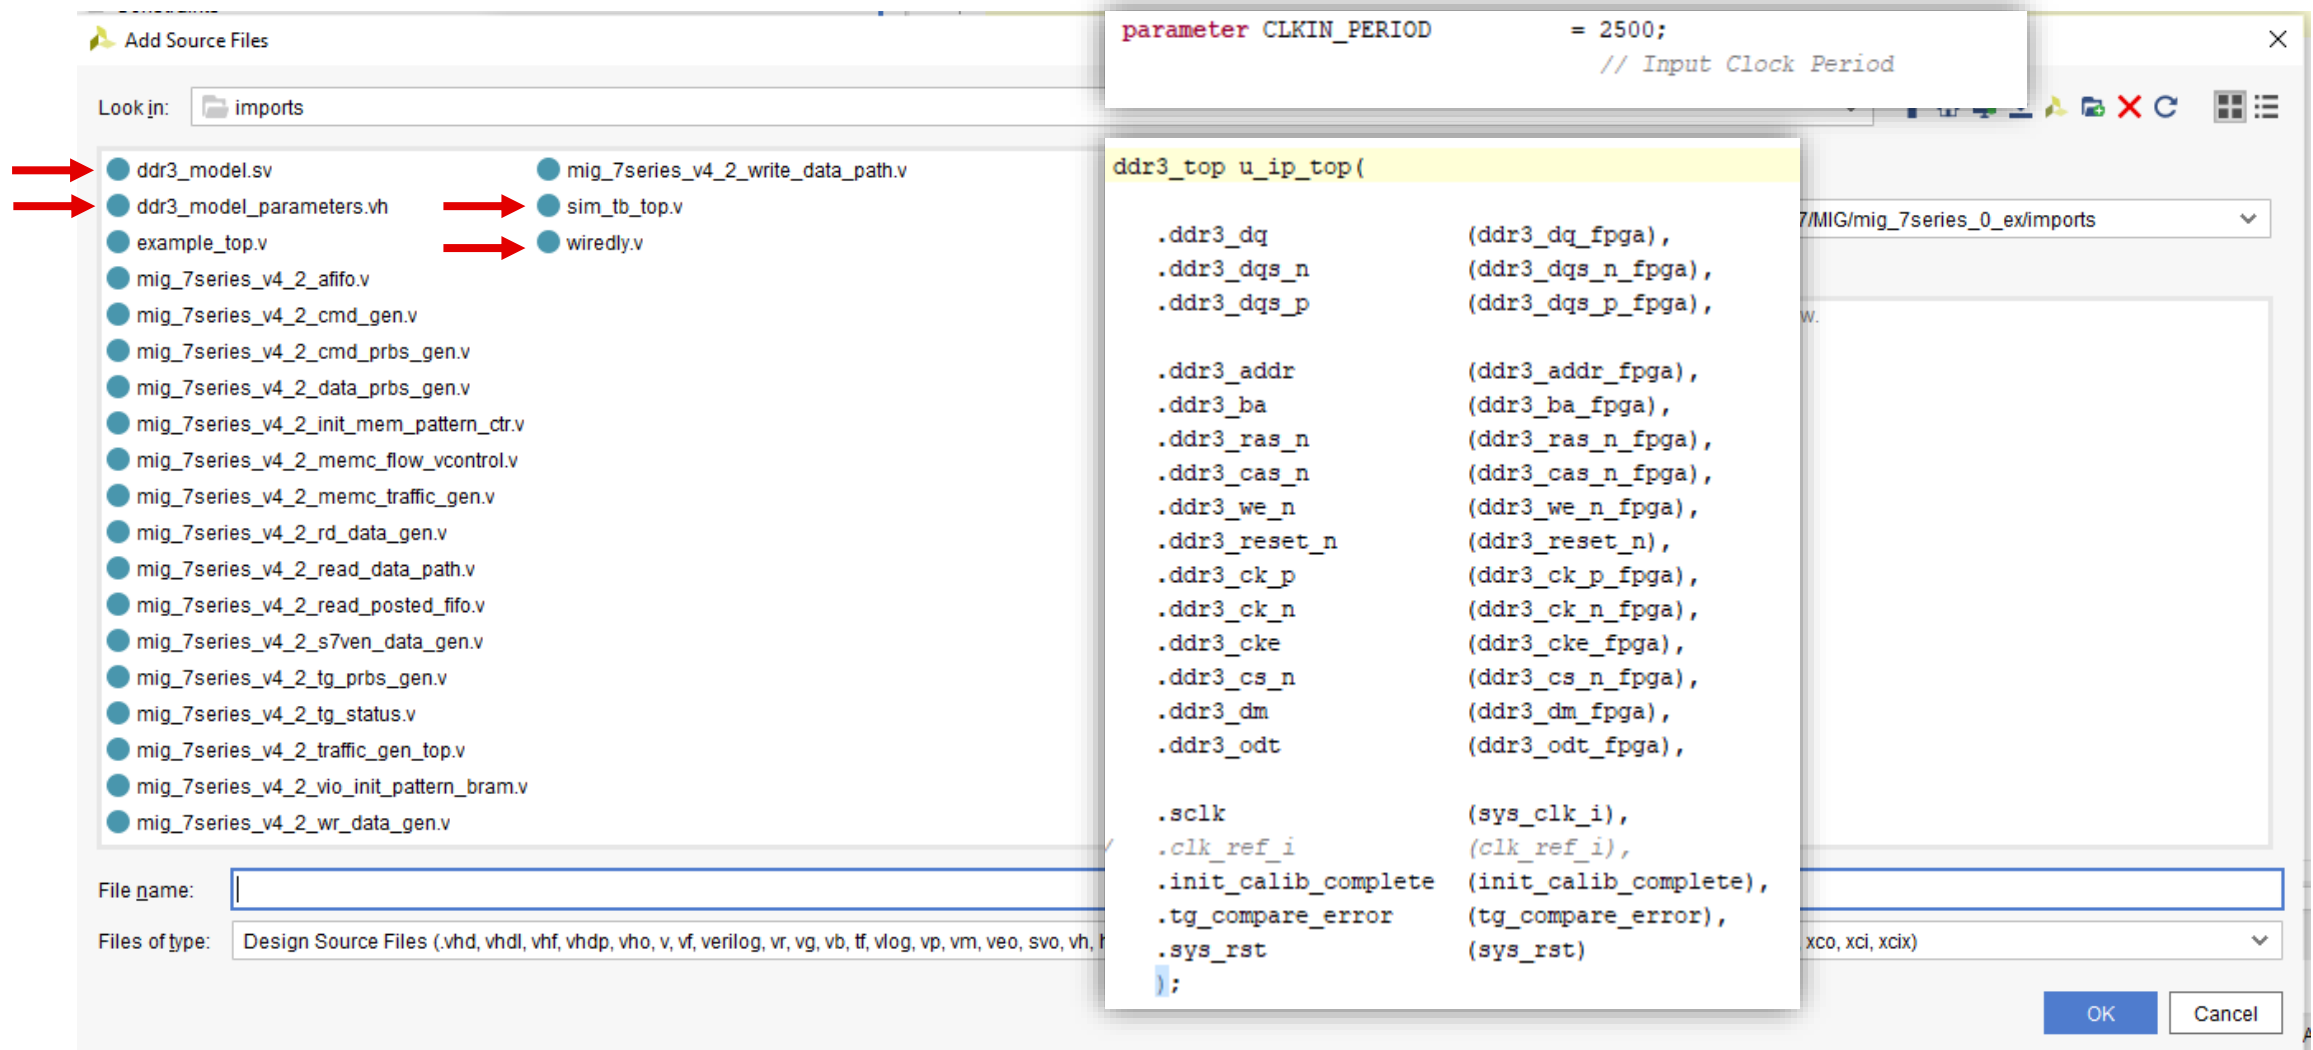 Add Source Files
Look in: imports
parameter CLKIN_PERIOD = 2500;
// Input Clock Period
ddr3_model.sv
ddr3_model_parameters.vh
example_top.v
mig_7series_v4_2_afifo.v
mig_7series_v4_2_cmd_gen.v
mig_7series_v4_2_cmd_prbs_gen.v
mig_7series_v4_2_data_prbs_gen.v
mig_7series_v4_2_init_mem_pattern_ctr.v
mig_7series_v4_2_memc_flow_vcontrol.v
mig_7series_v4_2_memc_traffic_gen.v
mig_7series_v4_2_rd_data_gen.v
mig_7series_v4_2_read_data_path.v
mig_7series_v4_2_read_posted_fifo.v
mig_7series_v4_2_s7ven_data_gen.v
mig_7series_v4_2_tg_prbs_gen.v
mig_7series_v4_2_tg_status.v
mig_7series_v4_2_traffic_gen_top.v
mig_7series_v4_2_vio_init_pattern_bram.v
mig_7series_v4_2_wr_data_gen.v
mig_7series_v4_2_write_data_path.v
sim_tb_top.v
wiredly.v
ddr3_top u_ip_top(
.ddr3_dq (ddr3_dq_fpga),
.ddr3_dqs_n (ddr3_dqs_n_fpga),
.ddr3_dqs_p (ddr3_dqs_p_fpga),
.ddr3_addr (ddr3_addr_fpga),
.ddr3_ba (ddr3_ba_fpga),
.ddr3_ras_n (ddr3_ras_n_fpga),
.ddr3_cas_n (ddr3_cas_n_fpga),
.ddr3_we_n (ddr3_we_n_fpga),
.ddr3_reset_n (ddr3_reset_n),
.ddr3_ck_p (ddr3_ck_p_fpga),
.ddr3_ck_n (ddr3_ck_n_fpga),
.ddr3_cke (ddr3_cke_fpga),
.ddr3_cs_n (ddr3_cs_n_fpga),
.ddr3_dm (ddr3_dm_fpga),
.ddr3_odt (ddr3_odt_fpga),
.sclk (sys_clk_i),
/ .clk_ref_i (clk_ref_i),
.init_calib_complete (init_calib_complete),
.tg_compare_error (tg_compare_error),
.sys_rst (sys_rst)
);
7/MIG/mig_7series_0_ex/imports
w.
File name:
Files of type: Design Source Files (.vhd, vhdl, vhf, vhdp, vho, v, vf, verilog, vr, vg, vb, tf, vlog, vp, vm, veo, svo, vh, xco, xci, xcix)
OK
Cancel